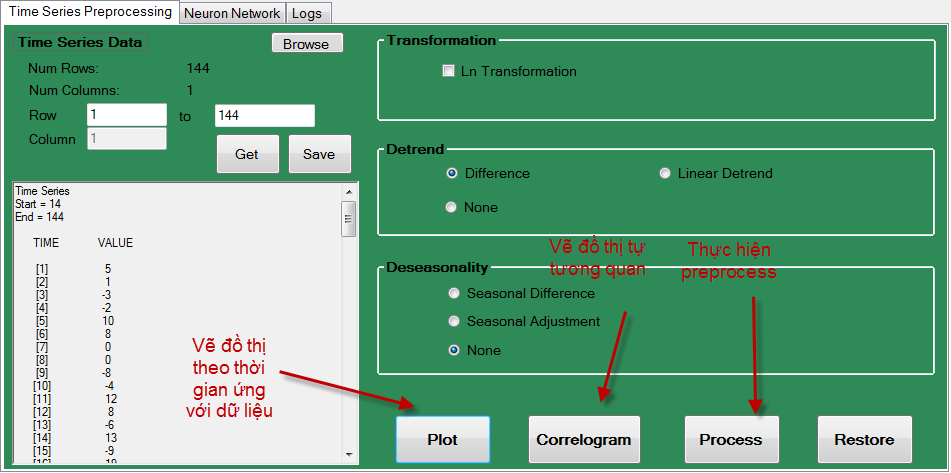 Time Series Preprocessing
Neuron Network
Logs
Time Series Data
Browse
Num Rows: 144
Num Columns: 1
Row 1 to 144
Column 1
Get
Save
Time Series
Start = 14
End = 144
TIME VALUE
[1] 5
[2] 1
[3] -3
[4] -2
[5] 10
[6] 8
[7] 0
[8] 0
[9] -8
[10] -4
[11] 12
[12] 8
[13] -6
[14] 13
[15] -9
Transformation
Ln Transformation
Detrend
Difference
Linear Detrend
None
Deseasonality
Seasonal Difference
Seasonal Adjustment
None
Vẽ đồ thị tự
tương quan
Thực hiện
preprocess
Vẽ đồ thị
theo thời
gian ứng
với dữ liệu
Plot
Correlogram
Process
Restore